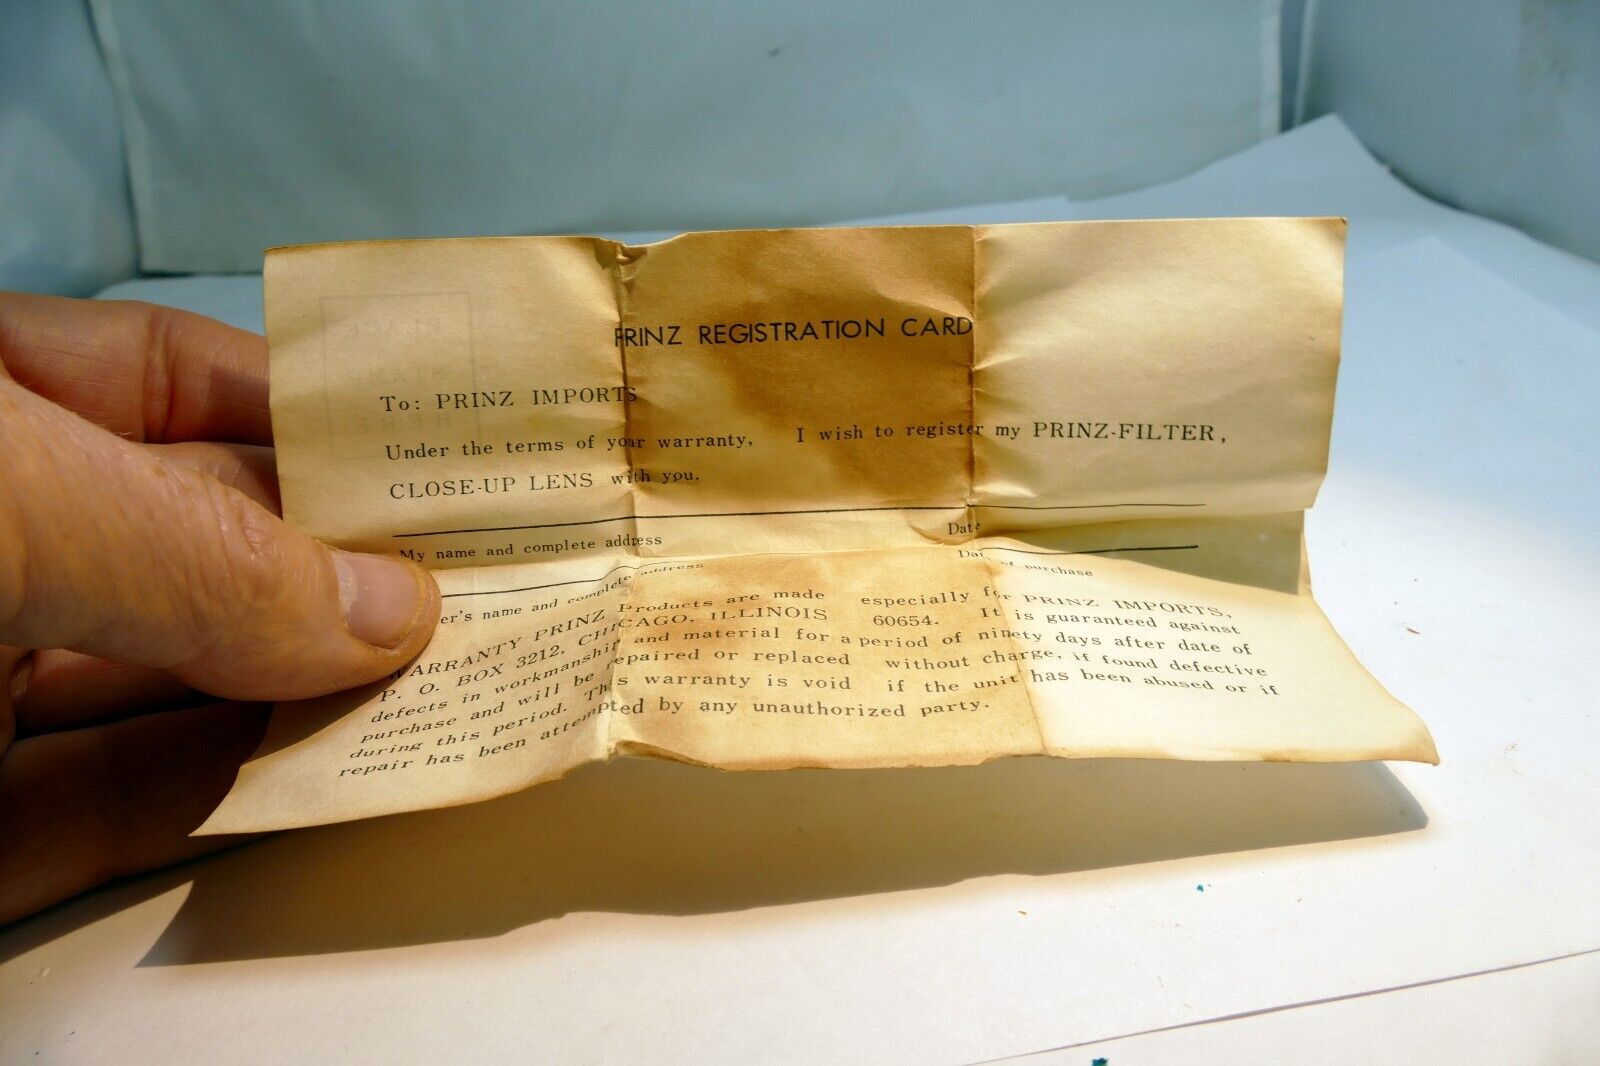 PRINZ REGISTRATION CARD
To: PRINZ IMPORTS
Under the terms of your warranty, I wish to register my PRINZ-FILTER,
CLOSE-UP LENS with you.
My name and complete address Date
name and complete address of purchase
WARRANTY PRINZ Products are made especially for PRINZ IMPORTS,
P. O. BOX 3212, CHICAGO, ILLINOIS 60654. It is guaranteed against
defects in workmanship and material for a period of ninety days after date of
purchase and will be repaired or replaced without charge, if found defective
during this period. This warranty is void if the unit has been abused or if
repair has been attempted by any unauthorized party.
PLACE
STAMP
HERE